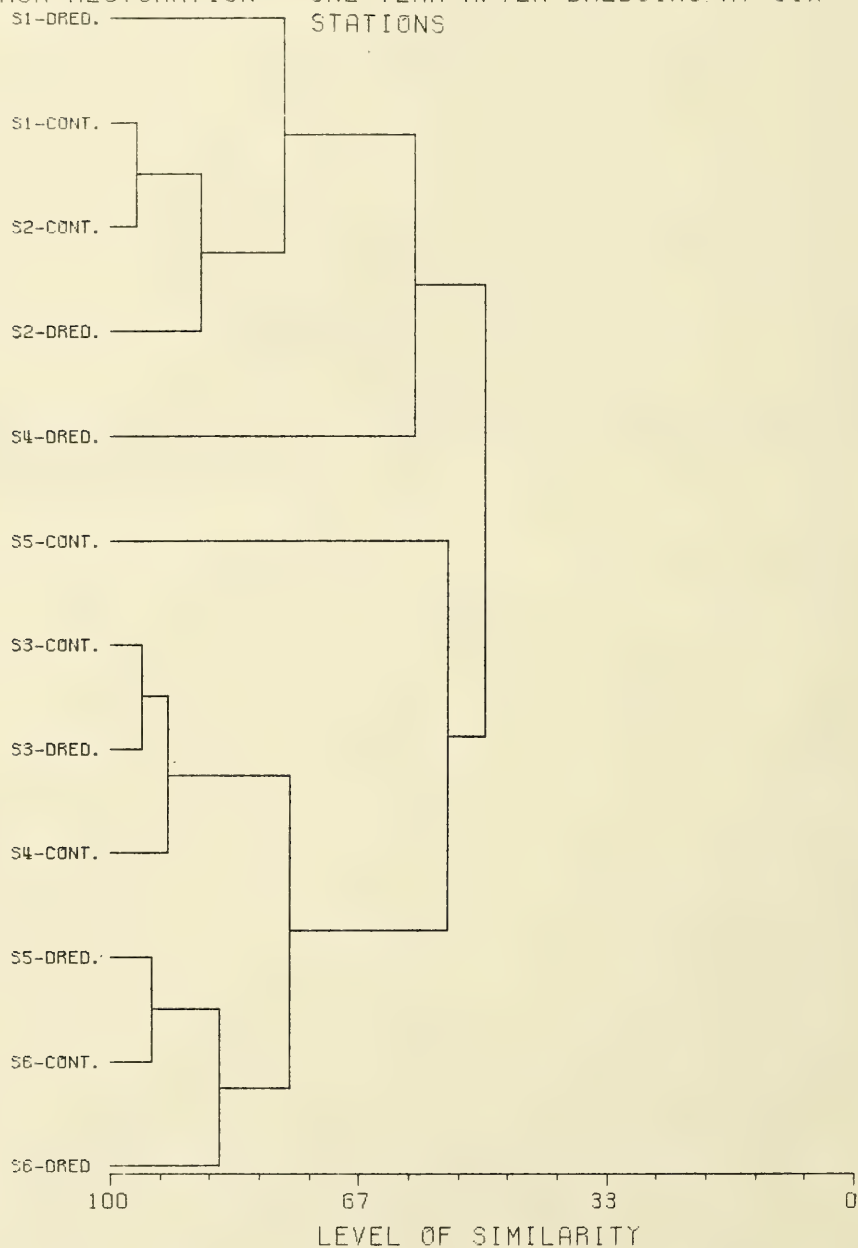 STATIONS
S1-DRED.
S1-CONT.
S2-CONT.
S2-DRED.
S4-DRED.
S5-CONT.
S3-CONT.
S3-DRED.
S4-CONT.
S5-DRED.
S6-CONT.
S6-DRED
100 67 33 0
LEVEL OF SIMILARITY